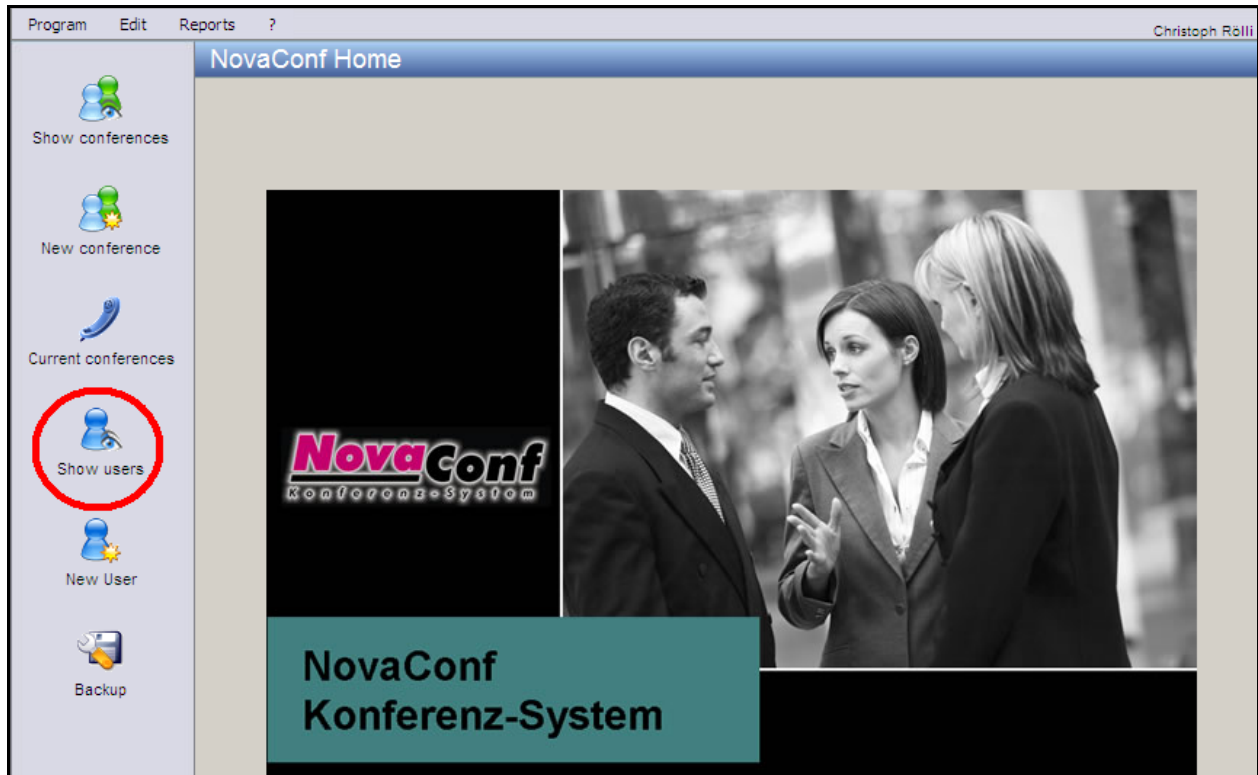 Program Edit Reports ?
Christoph Rölli
NovaConf Home
Show conferences
New conference
Current conferences
Show users
New User
Backup
NovaConf
Konferenz-System
NovaConf
Konferenz-System